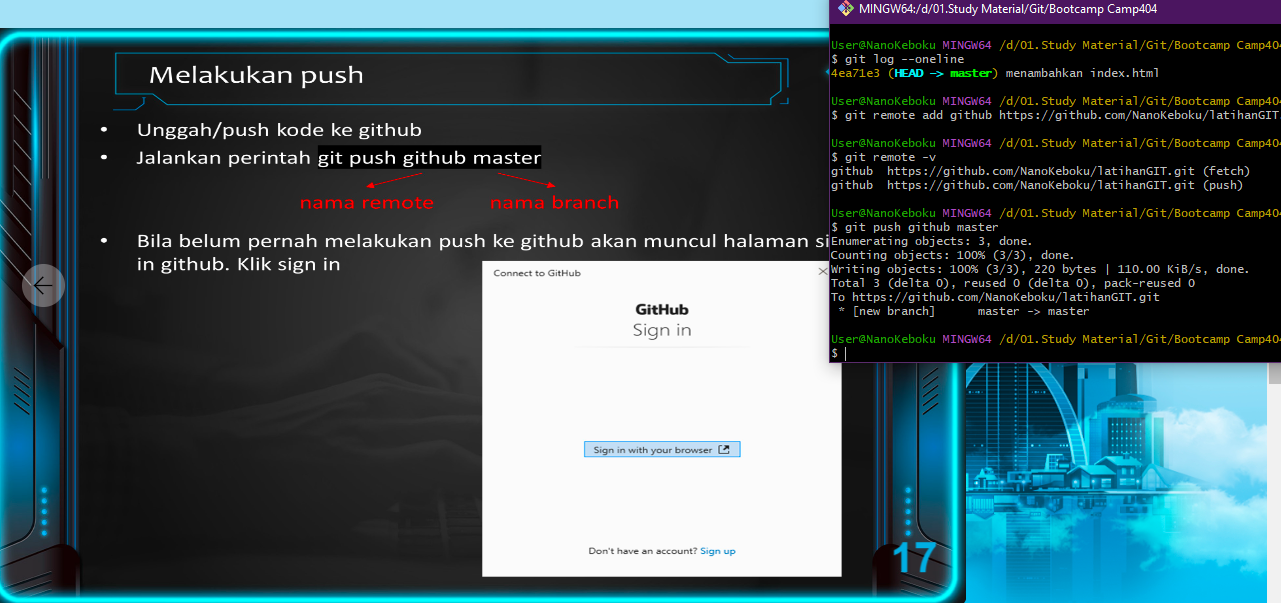 Melakukan push
• Unggah/push kode ke github
• Jalankan perintah git push github master
nama remote nama branch
• Bila belum pernah melakukan push ke github akan muncul halaman si
in github. Klik sign in
Connect to GitHub
GitHub
Sign in
Sign in with your browser
Don't have an account? Sign up
17
MINGW64:/d/01.Study Material/Git/Bootcamp Camp404
User@NanoKeboku MINGW64 /d/01.Study Material/Git/Bootcamp Camp40
$ git log --oneline
4ea71e3 (HEAD -> master) menambahkan index.html
User@NanoKeboku MINGW64 /d/01.Study Material/Git/Bootcamp Camp40
$ git remote add github https://github.com/NanoKeboku/latihanGIT.
User@NanoKeboku MINGW64 /d/01.Study Material/Git/Bootcamp Camp40
$ git remote -v
github  https://github.com/NanoKeboku/latihanGIT.git (fetch)
github  https://github.com/NanoKeboku/latihanGIT.git (push)
User@NanoKeboku MINGW64 /d/01.Study Material/Git/Bootcamp Camp40
$ git push github master
Enumerating objects: 3, done.
Counting objects: 100% (3/3), done.
Writing objects: 100% (3/3), 220 bytes | 110.00 KiB/s, done.
Total 3 (delta 0), reused 0 (delta 0), pack-reused 0
To https://github.com/NanoKeboku/latihanGIT.git
 * [new branch]      master -> master
User@NanoKeboku MINGW64 /d/01.Study Material/Git/Bootcamp Camp40
$